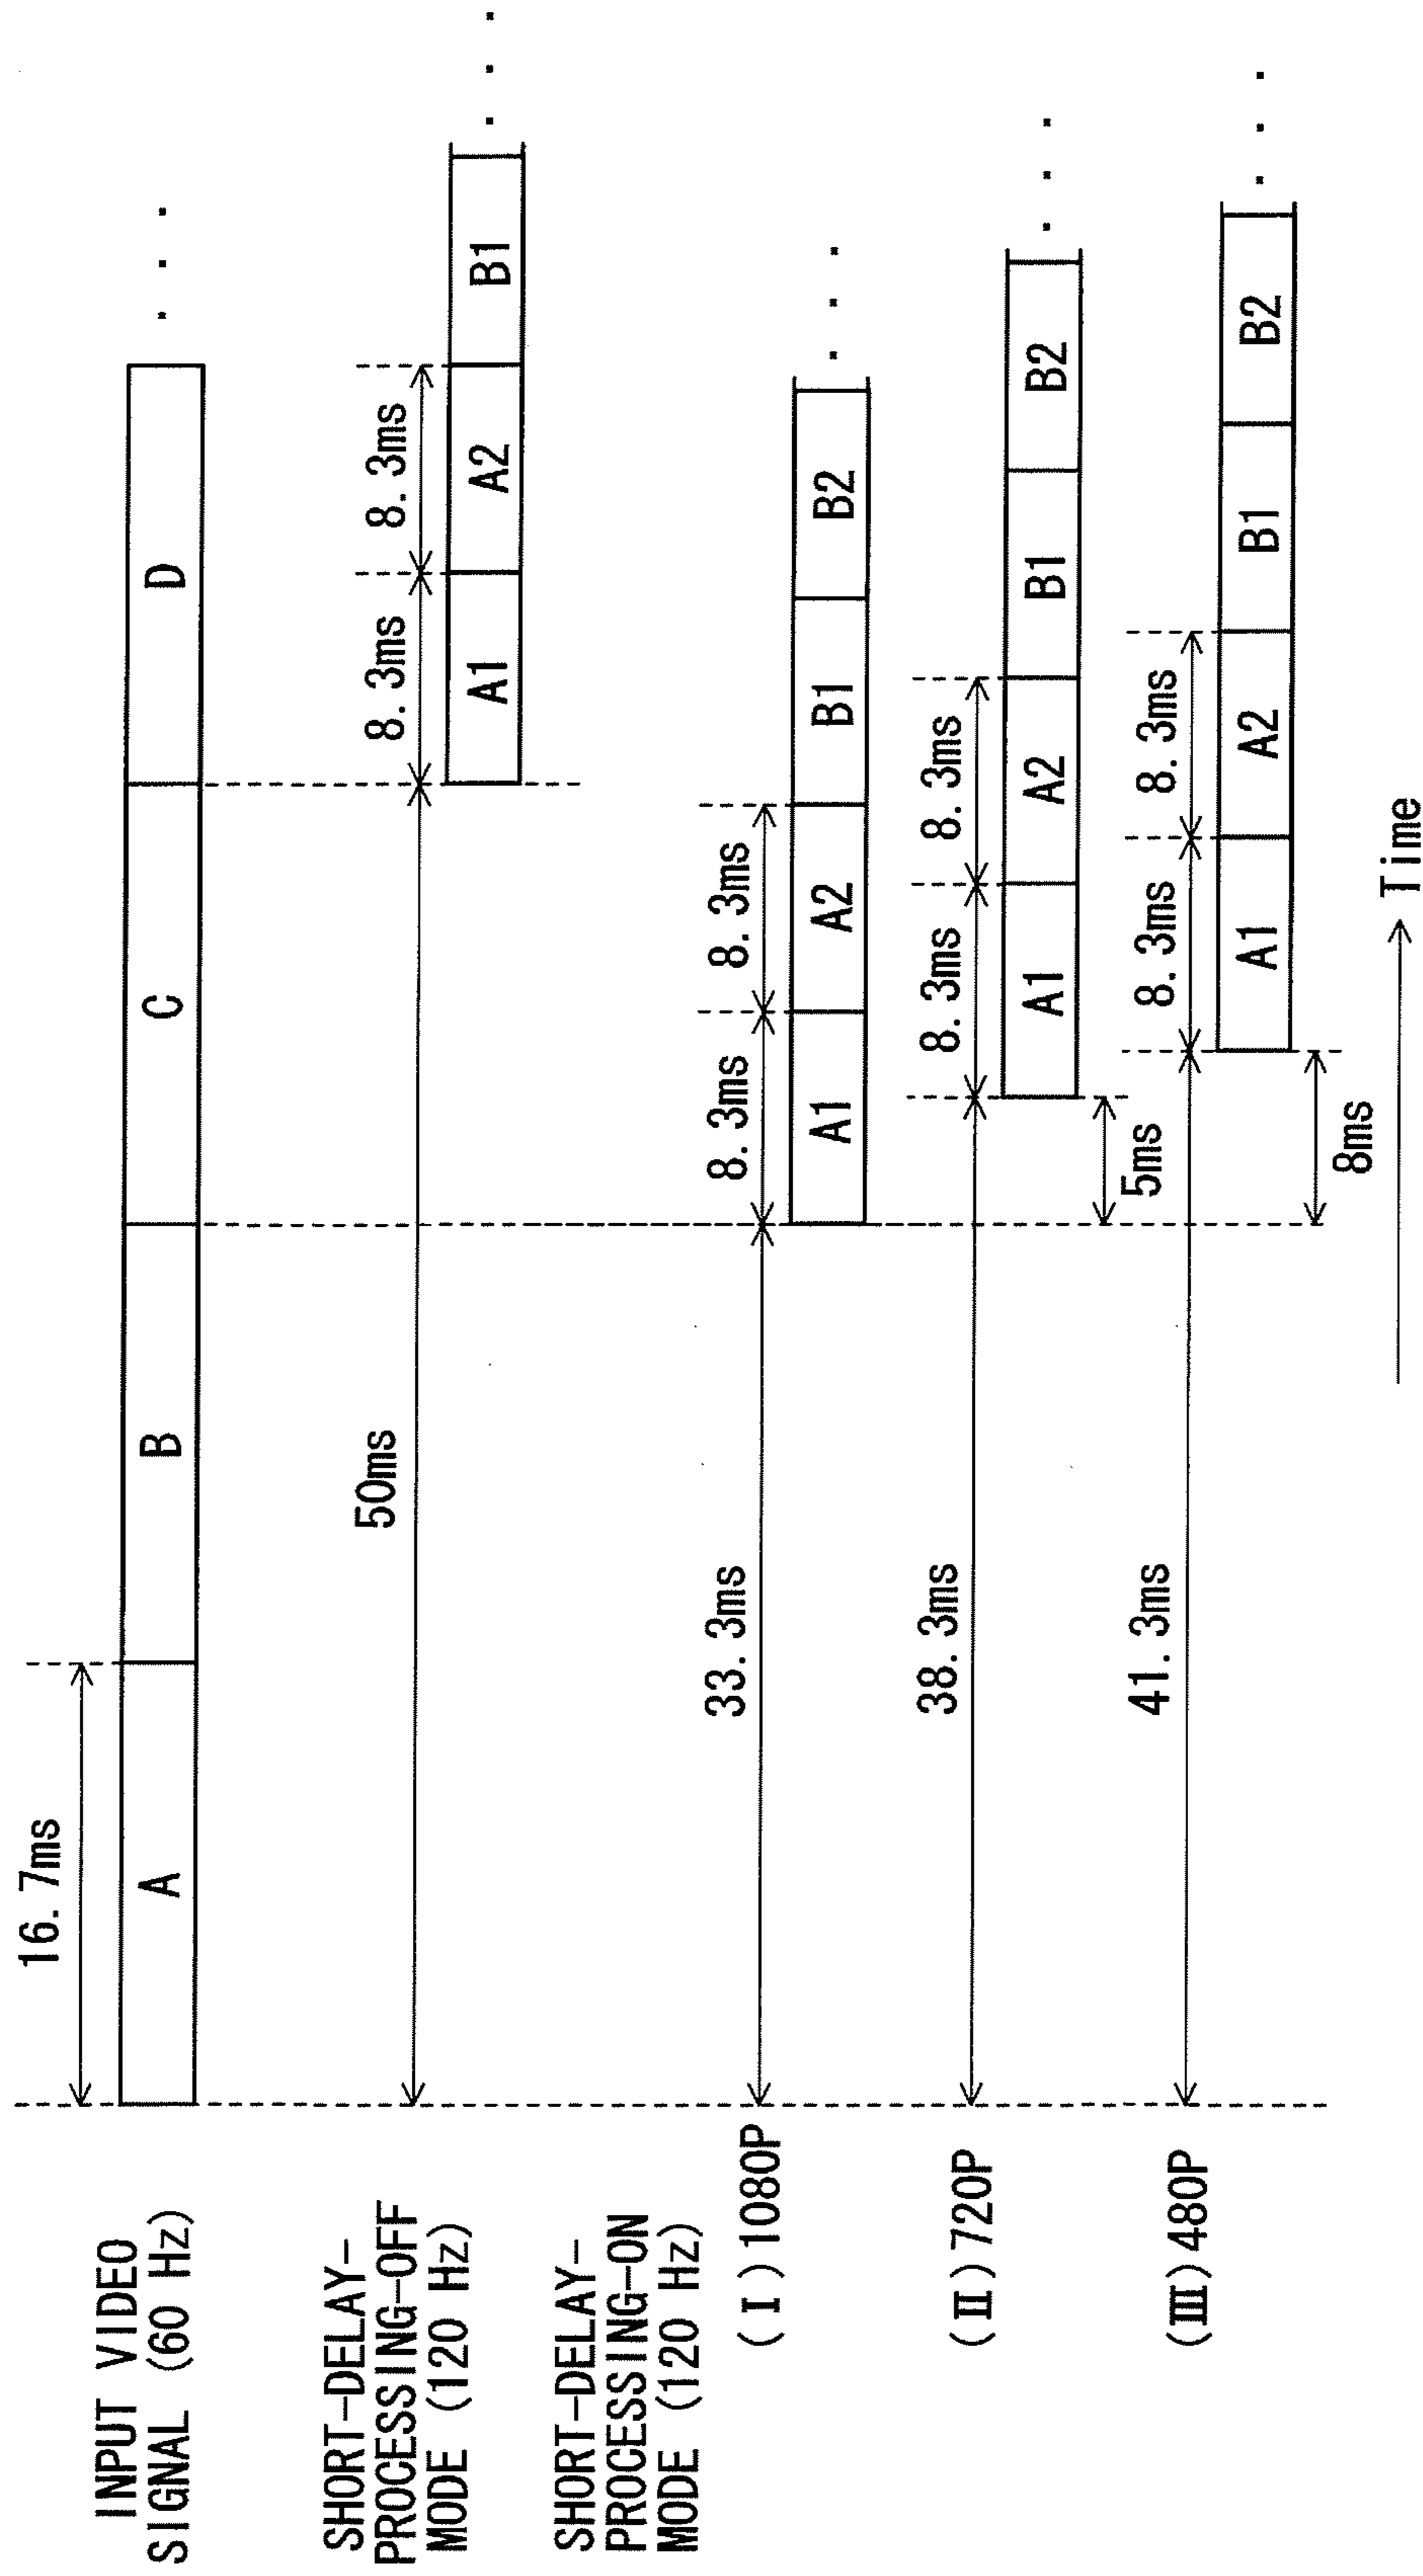 16. 7ms
INPUT VIDEO
SIGNAL (60 Hz)
A
B
C
D
. . .
SHORT-DELAY-
PROCESSING-OFF
MODE (120 Hz)
50ms
8. 3ms
8. 3ms
A1
A2
B1
. . .
SHORT-DELAY-
PROCESSING-ON
MODE (120 Hz)
(Ⅰ) 1080P
33. 3ms
8. 3ms
8. 3ms
A1
A2
B1
B2
. . .
(Ⅱ) 720P
38. 3ms
8. 3ms
8. 3ms
A1
A2
B1
B2
. . .
5ms
(Ⅲ) 480P
41. 3ms
8. 3ms
8. 3ms
A1
A2
B1
B2
. . .
8ms
Time